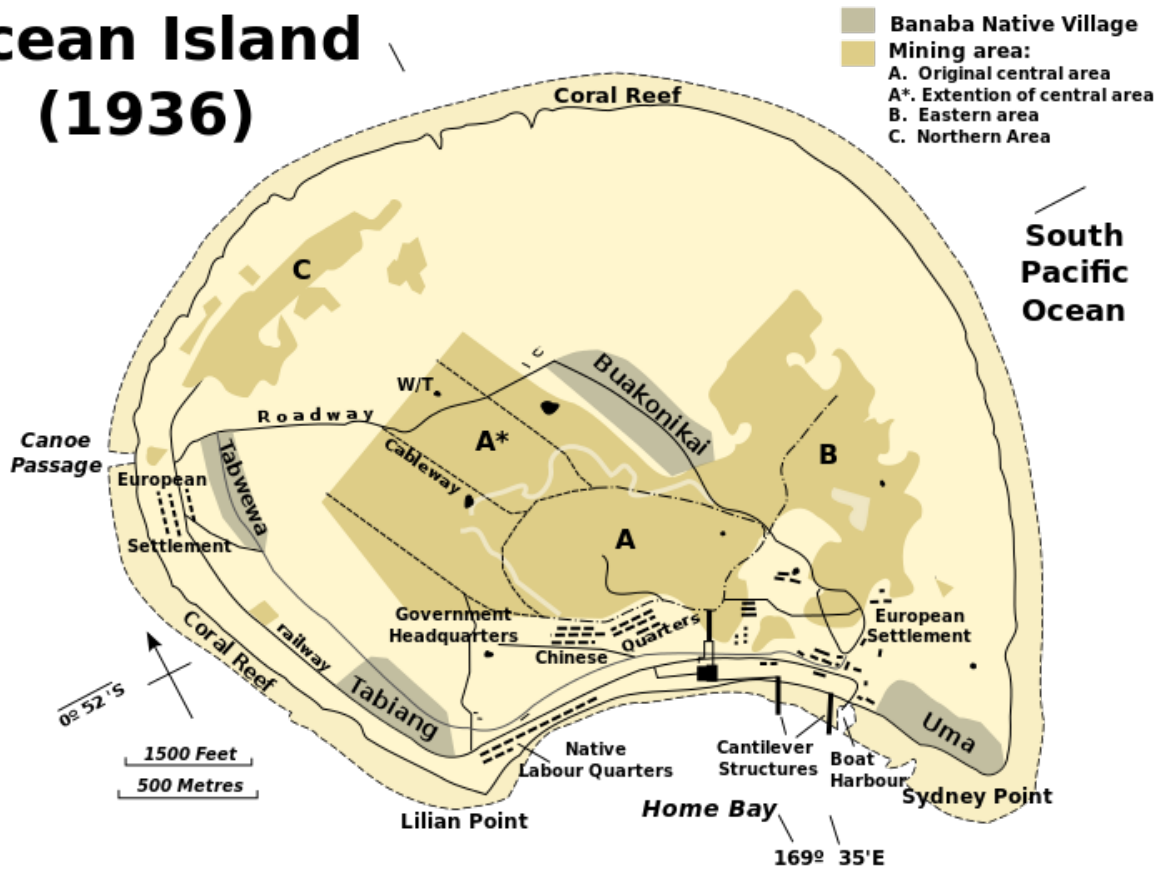 cean Island
(1936)
Banaba Native Village
Mining area:
A. Original central area
A*. Extention of central area
B. Eastern area
C. Northern Area
Coral Reef
South
Pacific
Ocean
C
Buakonikai
W/T
Roadway
A*
B
Canoe
Passage
Cableway
Tabwewa
European
Settlement
A
Government
Headquarters
Chinese Quarters
European
Settlement
Coral Reef
railway
0º 52 'S
Tabiang
Uma
1500 Feet
500 Metres
Native
Labour Quarters
Cantilever
Structures
Boat
Harbour
Sydney Point
Home Bay
Lilian Point
169º 35'E